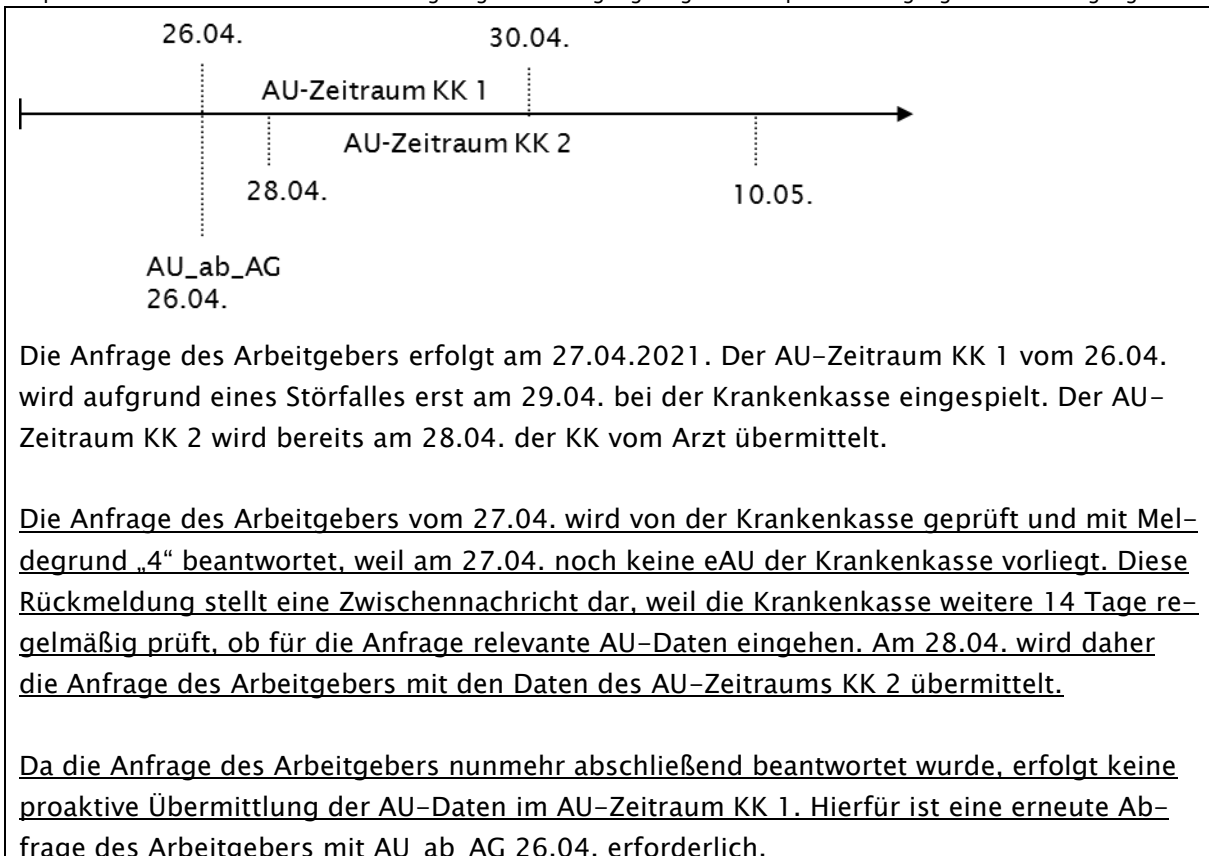 26.04.
30.04.
AU-Zeitraum KK 1
AU-Zeitraum KK 2
28.04.
10.05.
AU_ab_AG
26.04.
Die Anfrage des Arbeitgebers erfolgt am 27.04.2021. Der AU-Zeitraum KK 1 vom 26.04.
wird aufgrund eines Störfalles erst am 29.04. bei der Krankenkasse eingespielt. Der AU-
Zeitraum KK 2 wird bereits am 28.04. der KK vom Arzt übermittelt.
Die Anfrage des Arbeitgebers vom 27.04. wird von der Krankenkasse geprüft und mit Mel-
degrund „4“ beantwortet, weil am 27.04. noch keine eAU der Krankenkasse vorliegt. Diese
Rückmeldung stellt eine Zwischennachricht dar, weil die Krankenkasse weitere 14 Tage re-
gelmäßig prüft, ob für die Anfrage relevante AU-Daten eingehen. Am 28.04. wird daher
die Anfrage des Arbeitgebers mit den Daten des AU-Zeitraums KK 2 übermittelt.
Da die Anfrage des Arbeitgebers nunmehr abschließend beantwortet wurde, erfolgt keine
proaktive Übermittlung der AU-Daten im AU-Zeitraum KK 1. Hierfür ist eine erneute Ab-
frage des Arbeitgebers mit AU_ab_AG 26.04. erforderlich.